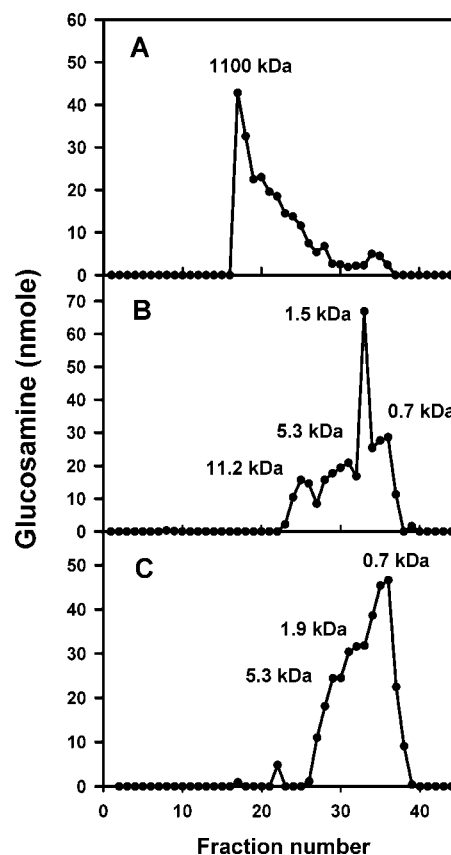 60
A
1100 kDa
50
40
30
20
10
0
70
B
1.5 kDa
60
50
40
0.7 kDa
5.3 kDa
30
11.2 kDa
20
10
0
Glucosamine (nmole)
C
0.7 kDa
50
40
1.9 kDa
30
5.3 kDa
20
10
0
0 10 20 30 40
Fraction number